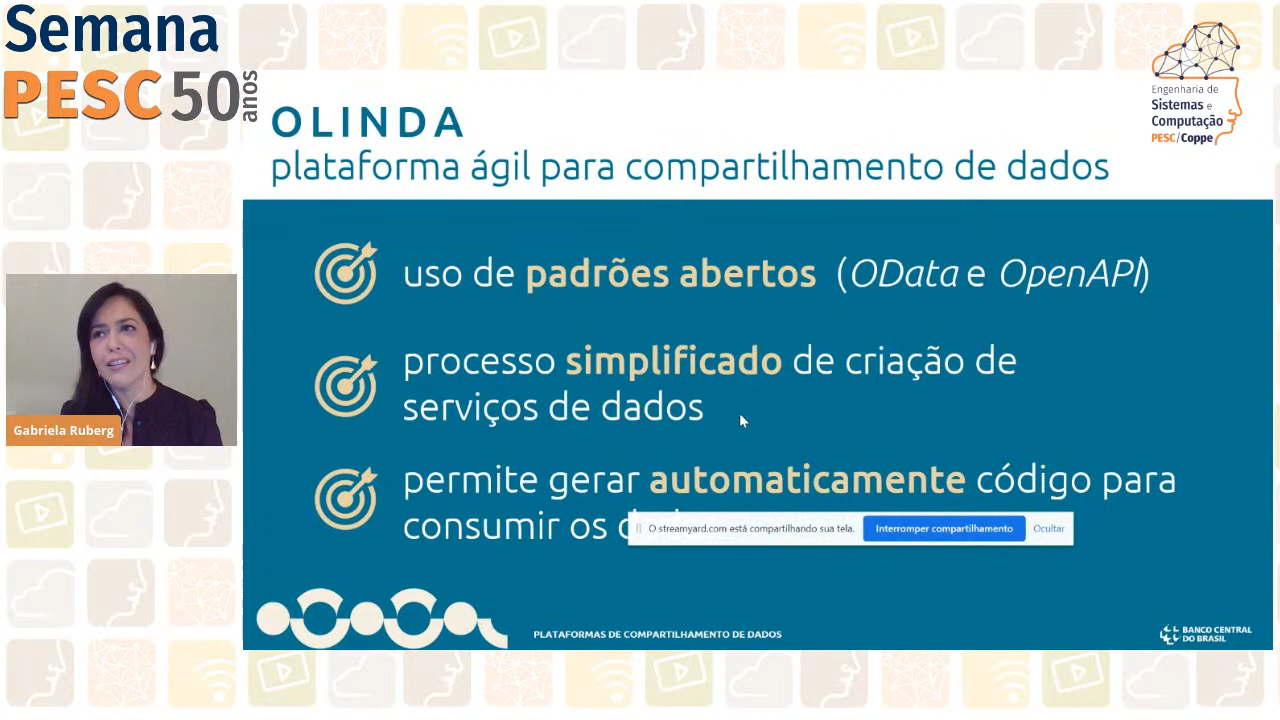 Semana
PESC 50 anos
Engenharia de
Sistemas e
Computação
PESC/Coppe
OLINDA
plataforma ágil para compartilhamento de dados
uso de padrões abertos (OData e OpenAPI)
processo simplificado de criação de
serviços de dados
permite gerar automaticamente código para
consumir os
O streamyard.com está compartilhando sua tela. Interromper compartilhamento Ocultar
Gabriela Ruberg
PLATAFORMAS DE COMPARTILHAMENTO DE DADOS
BANCO CENTRAL
DO BRASIL